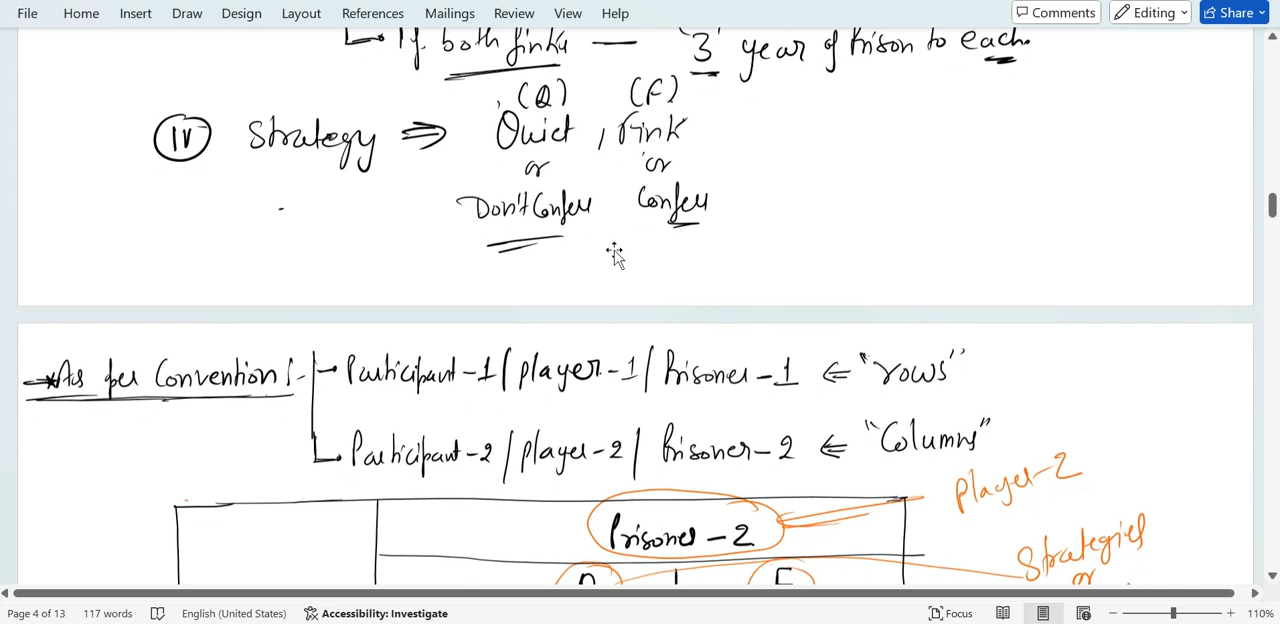 File Home Insert Draw Design Layout References Mailings Review View Help Comments Editing Share
If both finks — '3' year of Prison to each.
(Q) (F)
(IV) Strategy ⇒ Quiet , Fink
or or
Don't Confess Confess
→ As per Convention :- Participant-1 / player-1 / Prisoner-1 ⇐ "rows"
Participant-2 / player-2 / Prisoner-2 ⇐ "Columns"
Player-2
Prisoner-2
Strategies
or
Q F
Page 4 of 13 117 words English (United States) Accessibility: Investigate Focus 110%